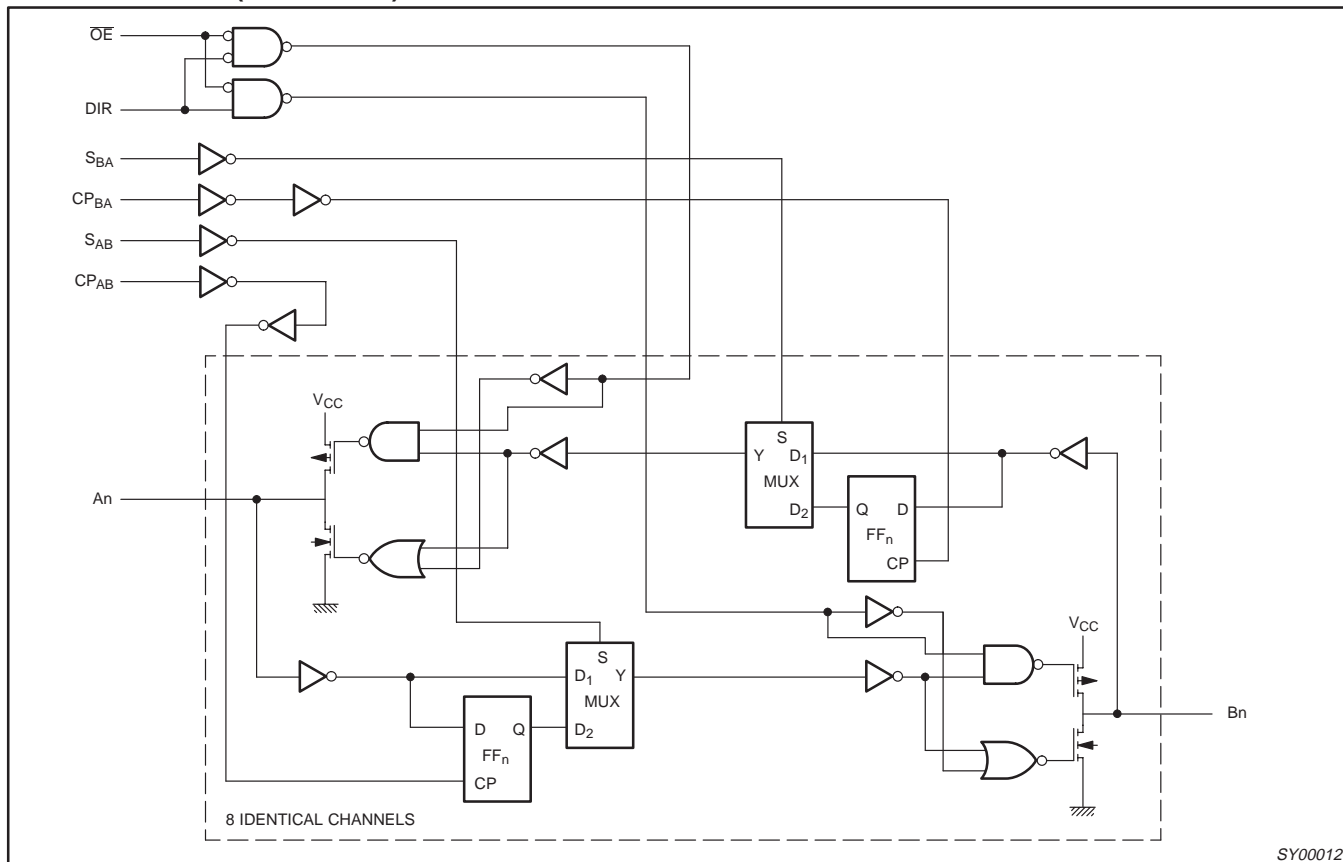 OE
DIR
SBA
CPBA
SAB
CPAB
VCC
S
Y D1
MUX
D2
Q D
FFn
CP
An
VCC
S
D1 Y
MUX
D2
D Q
FFn
CP
Bn
8 IDENTICAL CHANNELS
SY00012